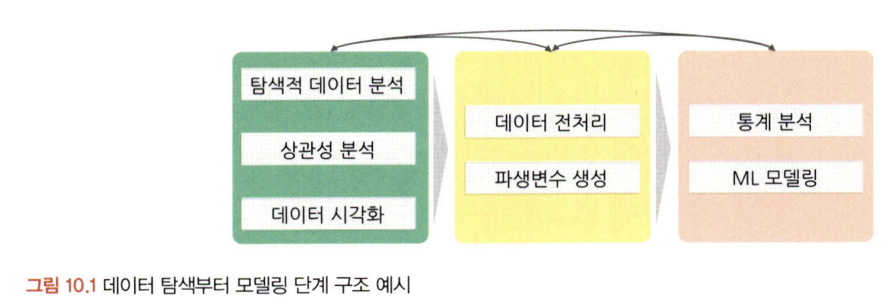 탐색적 데이터 분석
상관성 분석
데이터 시각화
데이터 전처리
파생변수 생성
통계 분석
ML 모델링
그림 10.1 데이터 탐색부터 모델링 단계 구조 예시